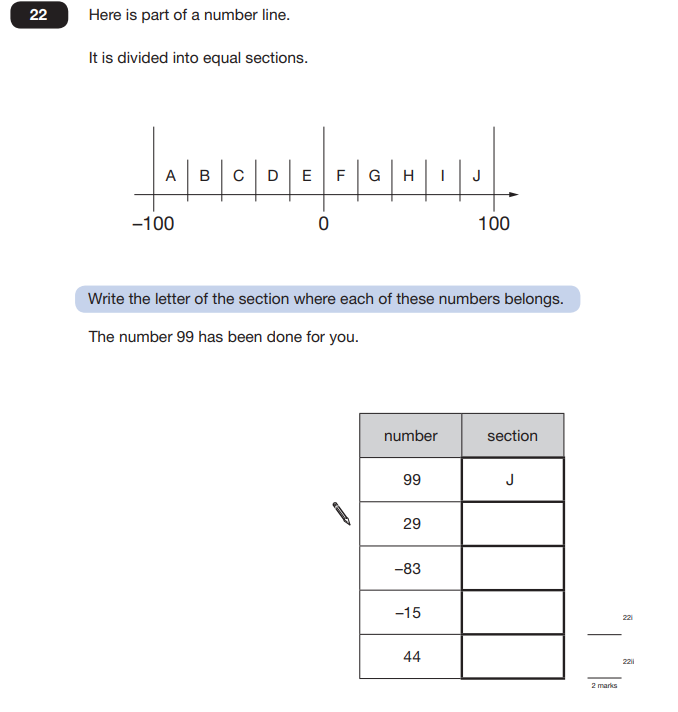 22
Here is part of a number line.
It is divided into equal sections.
A B C D E F G H I J
–100 0 100
Write the letter of the section where each of these numbers belongs.
The number 99 has been done for you.
number section
99 J
29
–83
–15
22i
44
22ii
2 marks